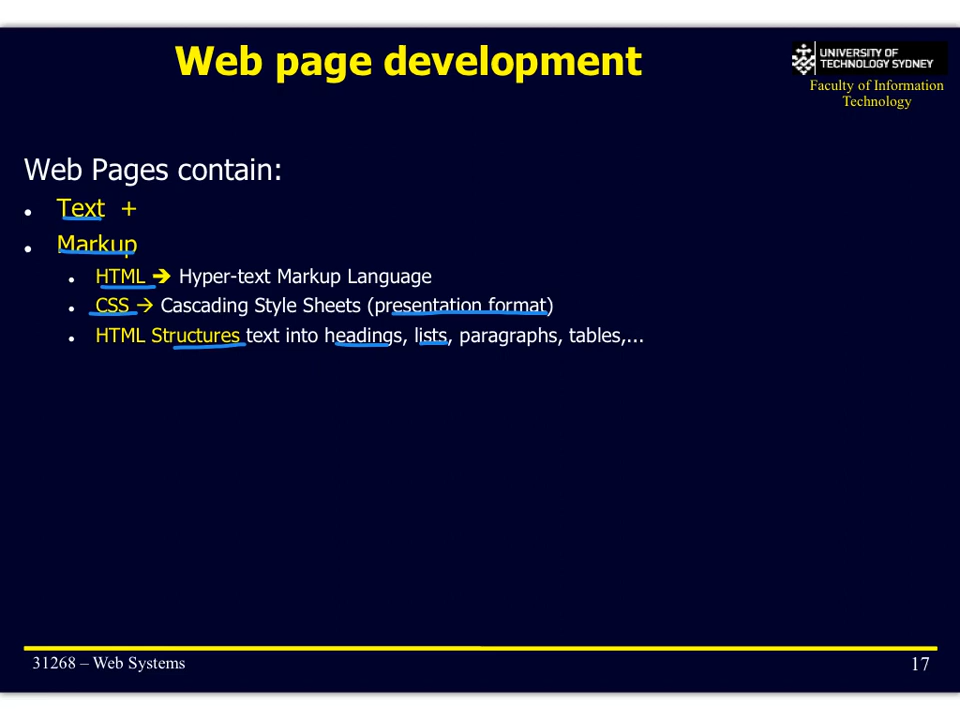 Web page development
UNIVERSITY OF
TECHNOLOGY SYDNEY
Faculty of Information
Technology
Web Pages contain:
• Text +
• Markup
• HTML ➔ Hyper-text Markup Language
• CSS → Cascading Style Sheets (presentation format)
• HTML Structures text into headings, lists, paragraphs, tables,...
31268 – Web Systems
17